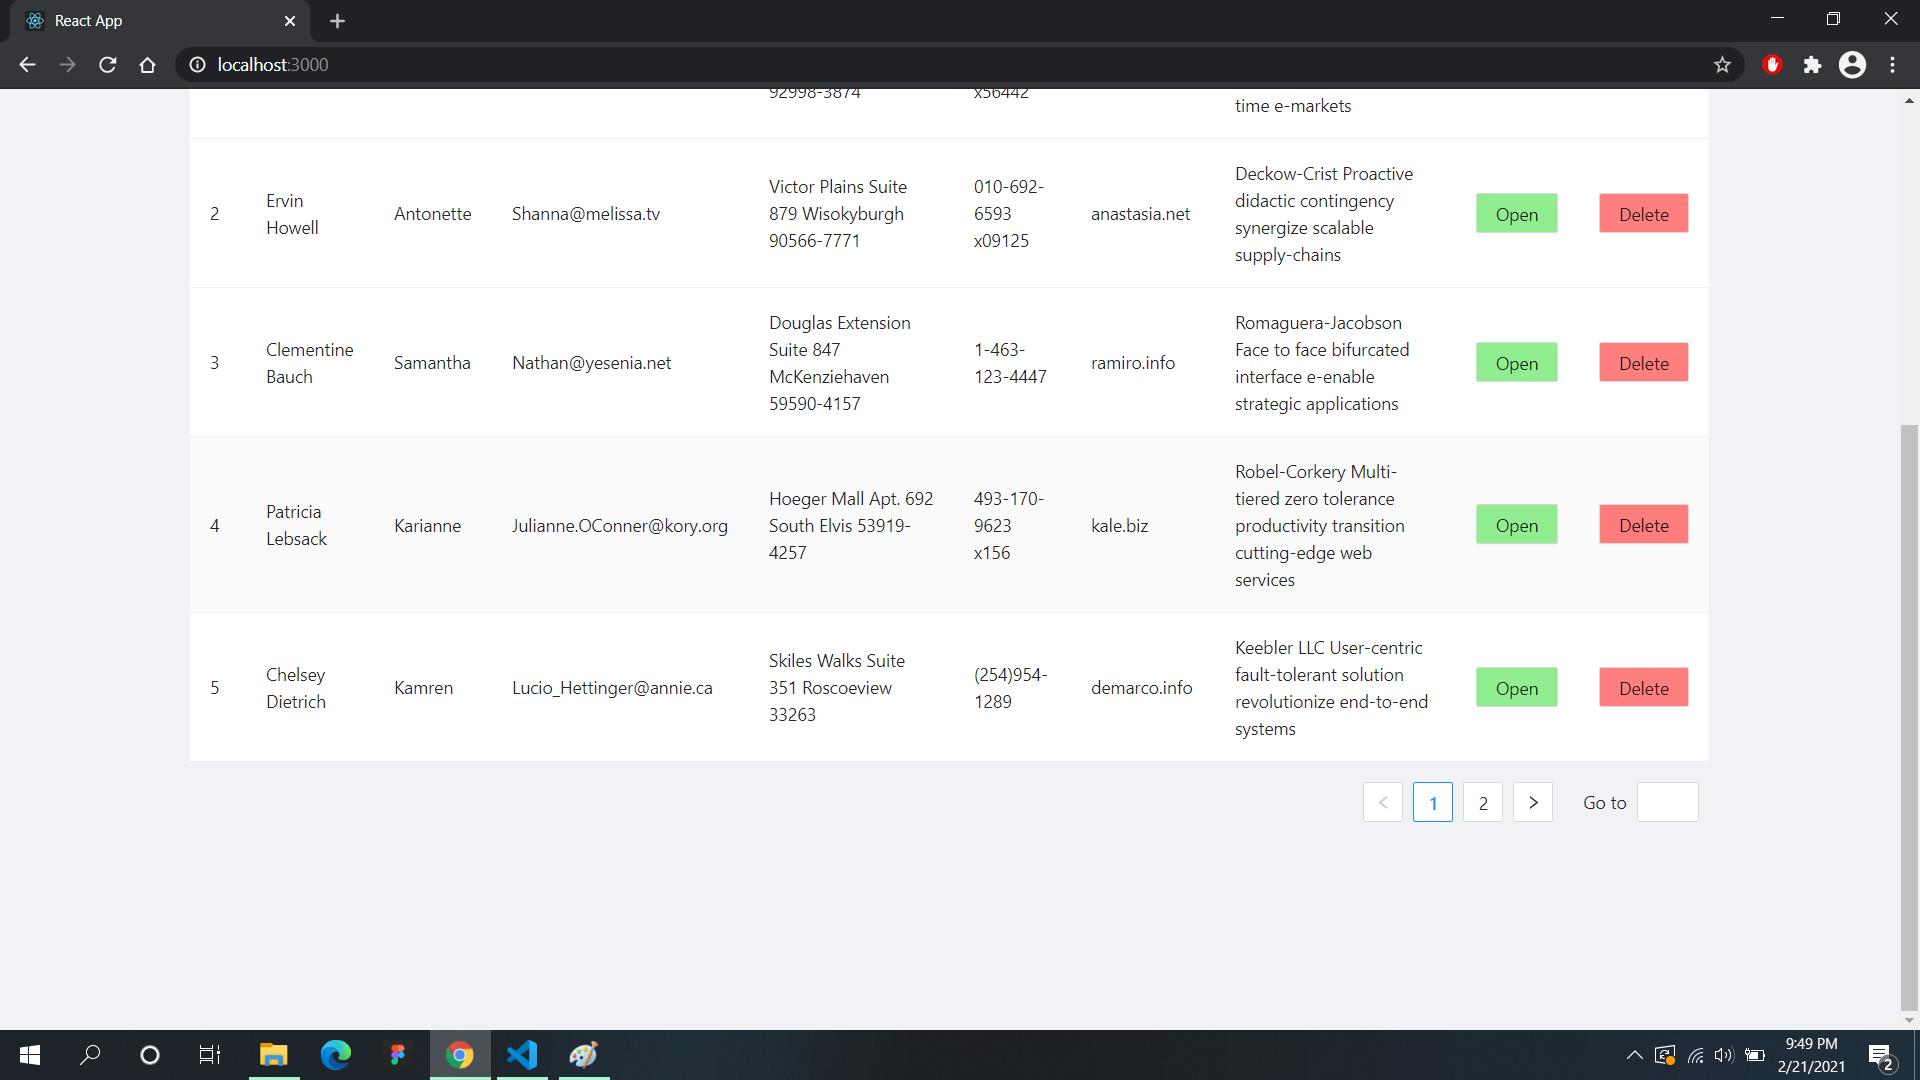 React App
localhost:3000
92998-3874
x56442
time e-markets
2
Ervin
Howell
Antonette
Shanna@melissa.tv
Victor Plains Suite
879 Wisokyburgh
90566-7771
010-692-
6593
x09125
anastasia.net
Deckow-Crist Proactive
didactic contingency
synergize scalable
supply-chains
Open
Delete
3
Clementine
Bauch
Samantha
Nathan@yesenia.net
Douglas Extension
Suite 847
McKenziehaven
59590-4157
1-463-
123-4447
ramiro.info
Romaguera-Jacobson
Face to face bifurcated
interface e-enable
strategic applications
Open
Delete
4
Patricia
Lebsack
Karianne
Julianne.OConner@kory.org
Hoeger Mall Apt. 692
South Elvis 53919-
4257
493-170-
9623
x156
kale.biz
Robel-Corkery Multi-
tiered zero tolerance
productivity transition
cutting-edge web
services
Open
Delete
5
Chelsey
Dietrich
Kamren
Lucio_Hettinger@annie.ca
Skiles Walks Suite
351 Roscoeview
33263
(254)954-
1289
demarco.info
Keebler LLC User-centric
fault-tolerant solution
revolutionize end-to-end
systems
Open
Delete
1
2
Go to
9:49 PM
2/21/2021
2